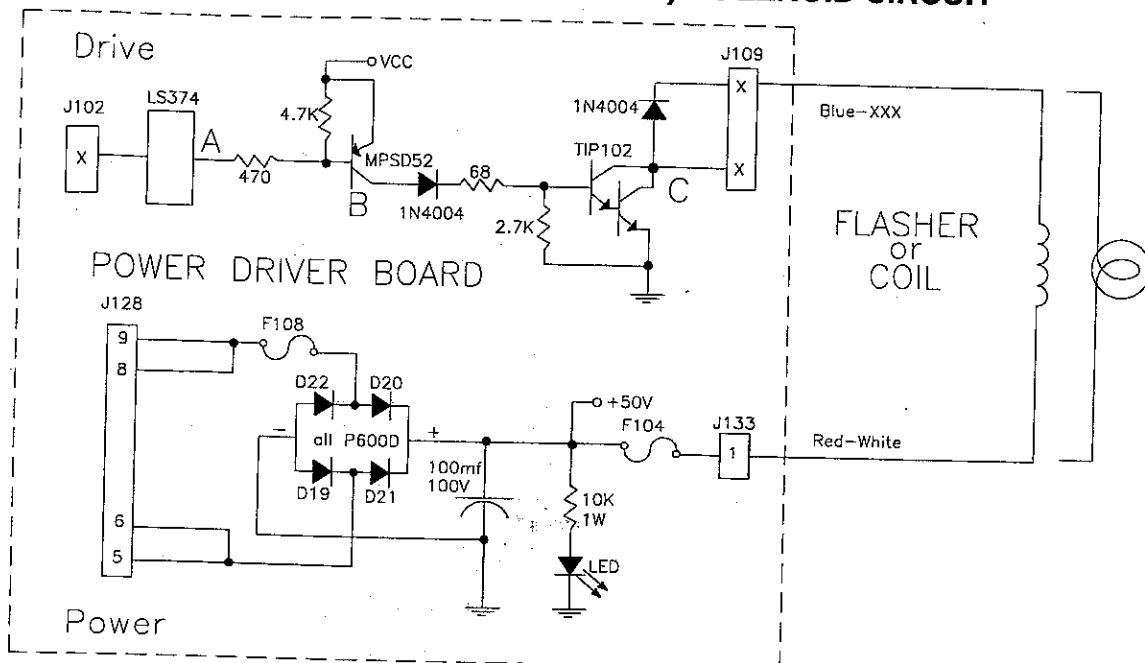 SOLENOID CIRCUIT
Drive
VCC
J109
J102
LS374
4.7K
1N4004
X
Blue-XXX
X
A
MPSD52
TIP102
470
68
X
B
C
1N4004
2.7K
FLASHER
or
COIL
POWER DRIVER BOARD
J128
9
F108
8
D22
D20
+50V
-
all P600D
+
F104
J133
Red-White
1
100mf
100V
D19
D21
10K
1W
6
5
LED
Power